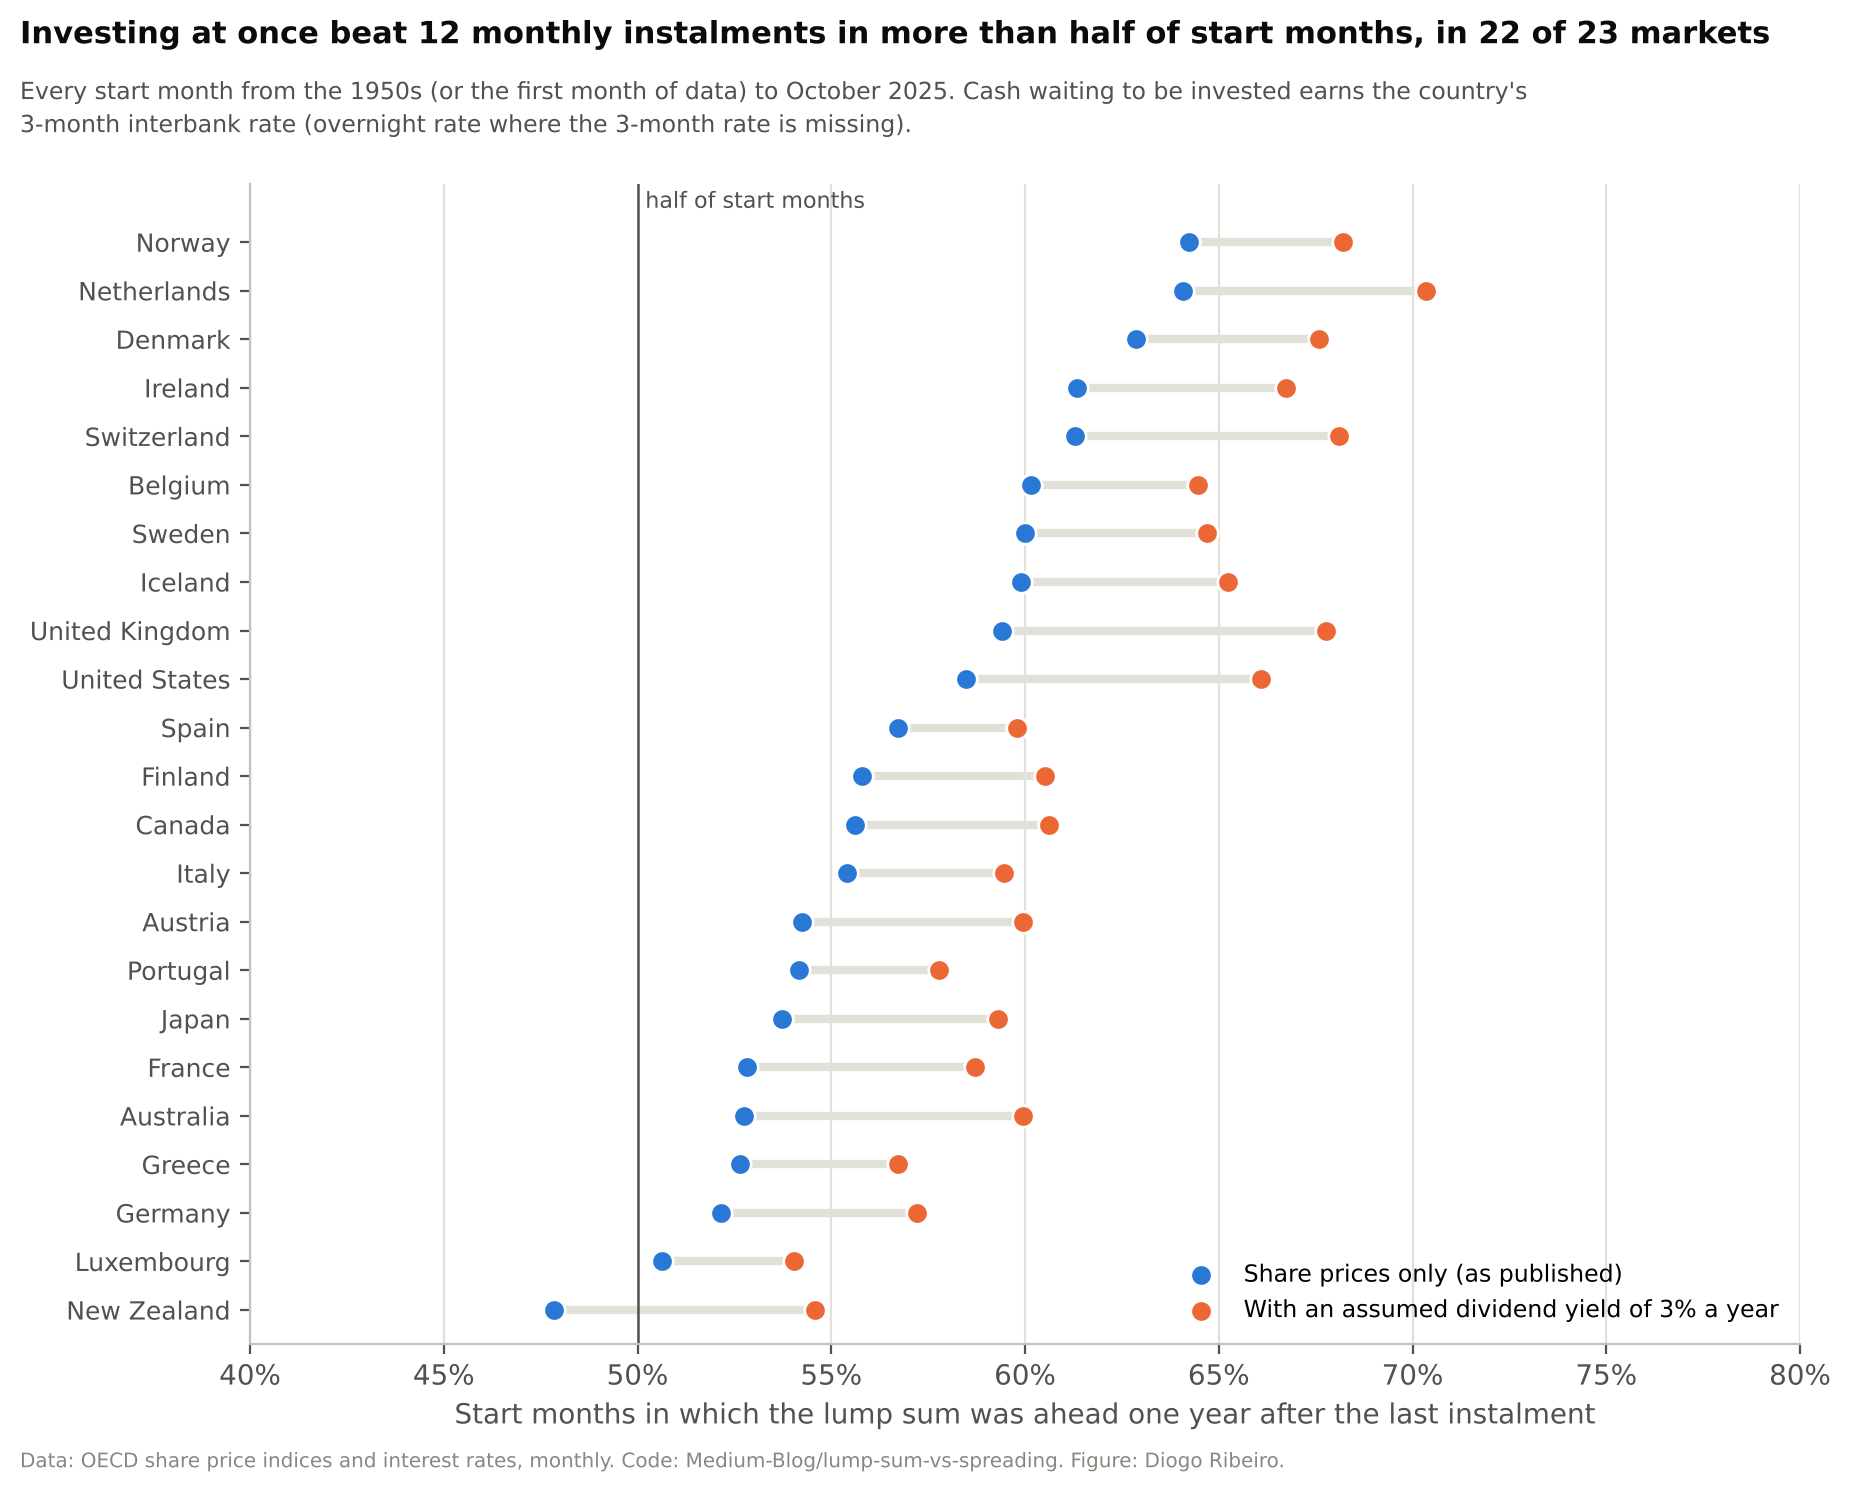 Investing at once beat 12 monthly instalments in more than half of start months, in 22 of 23 markets
Every start month from the 1950s (or the first month of data) to October 2025. Cash waiting to be invested earns the country's
3-month interbank rate (overnight rate where the 3-month rate is missing).
half of start months
Norway
Netherlands
Denmark
Ireland
Switzerland
Belgium
Sweden
Iceland
United Kingdom
United States
Spain
Finland
Canada
Italy
Austria
Portugal
Japan
France
Australia
Greece
Germany
Luxembourg
New Zealand
Share prices only (as published)
With an assumed dividend yield of 3% a year
40% 45% 50% 55% 60% 65% 70% 75% 80%
Start months in which the lump sum was ahead one year after the last instalment
Data: OECD share price indices and interest rates, monthly. Code: Medium-Blog/lump-sum-vs-spreading. Figure: Diogo Ribeiro.